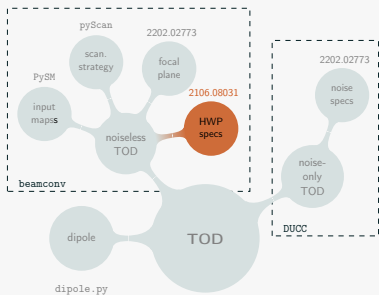 pyScan
2202.02773
scan.
strategy
focal
plane
PySM
input
mapss
2106.08031
HWP
specs
noiseless
TOD
beamconv
2202.02773
noise
specs
noise-
only
TOD
DUCC
dipole
TOD
dipole.py